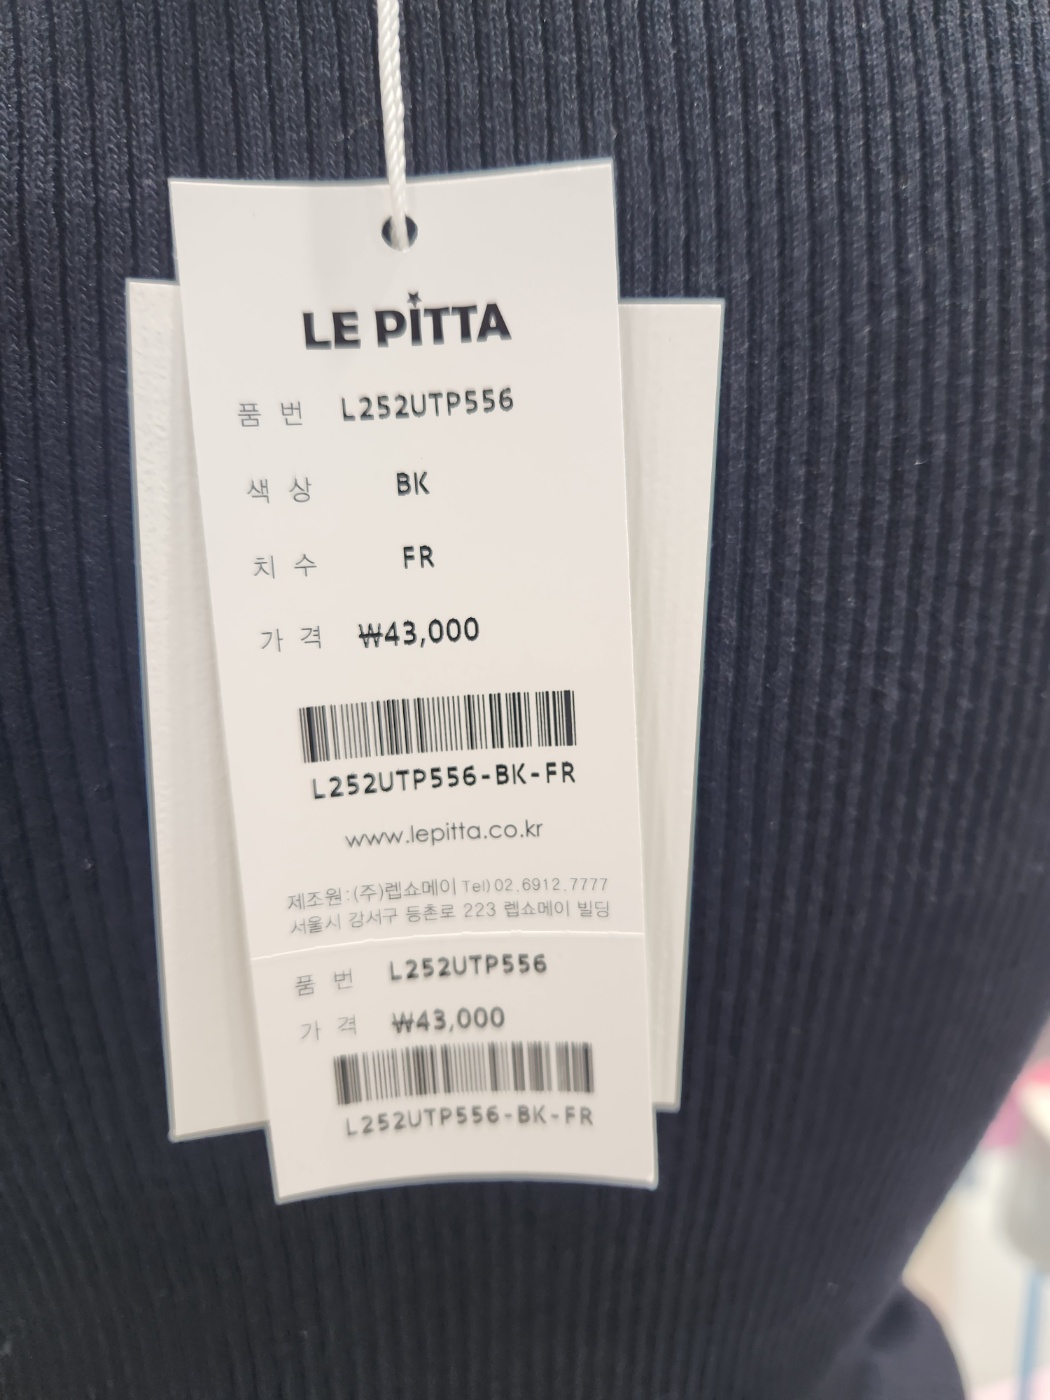 LE PITTA
품 번 L252UTP556
색 상 BK
치 수 FR
가 격 ₩43,000
L252UTP556-BK-FR
www.lepitta.co.kr
제조원:(주)렙쇼메이 Tel)02.6912.7777
서울시 강서구 등촌로 223 렙쇼메이 빌딩
품 번 L252UTP556
가 격 ₩43,000
L252UTP556-BK-FR